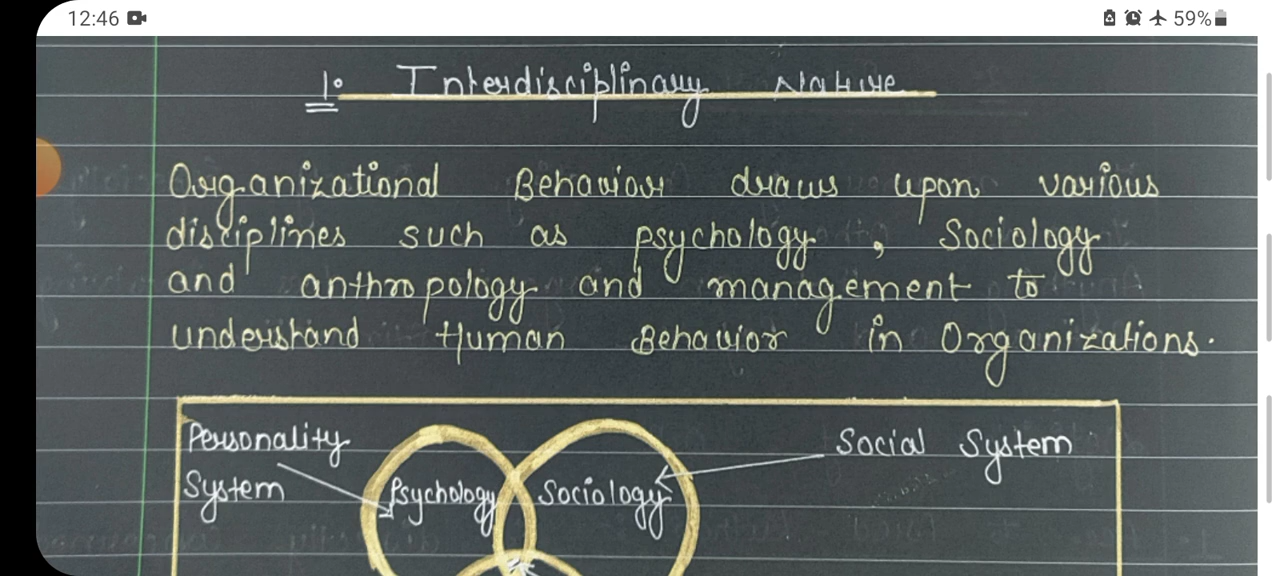 12:46
59%
1: Interdisciplinary Nature
Organizational Behavior draws upon various
disciplines such as psychology, Sociology
and anthropology and management to
understand Human Behavior in Organizations.
Personality
System
Psychology
Sociology
Social System